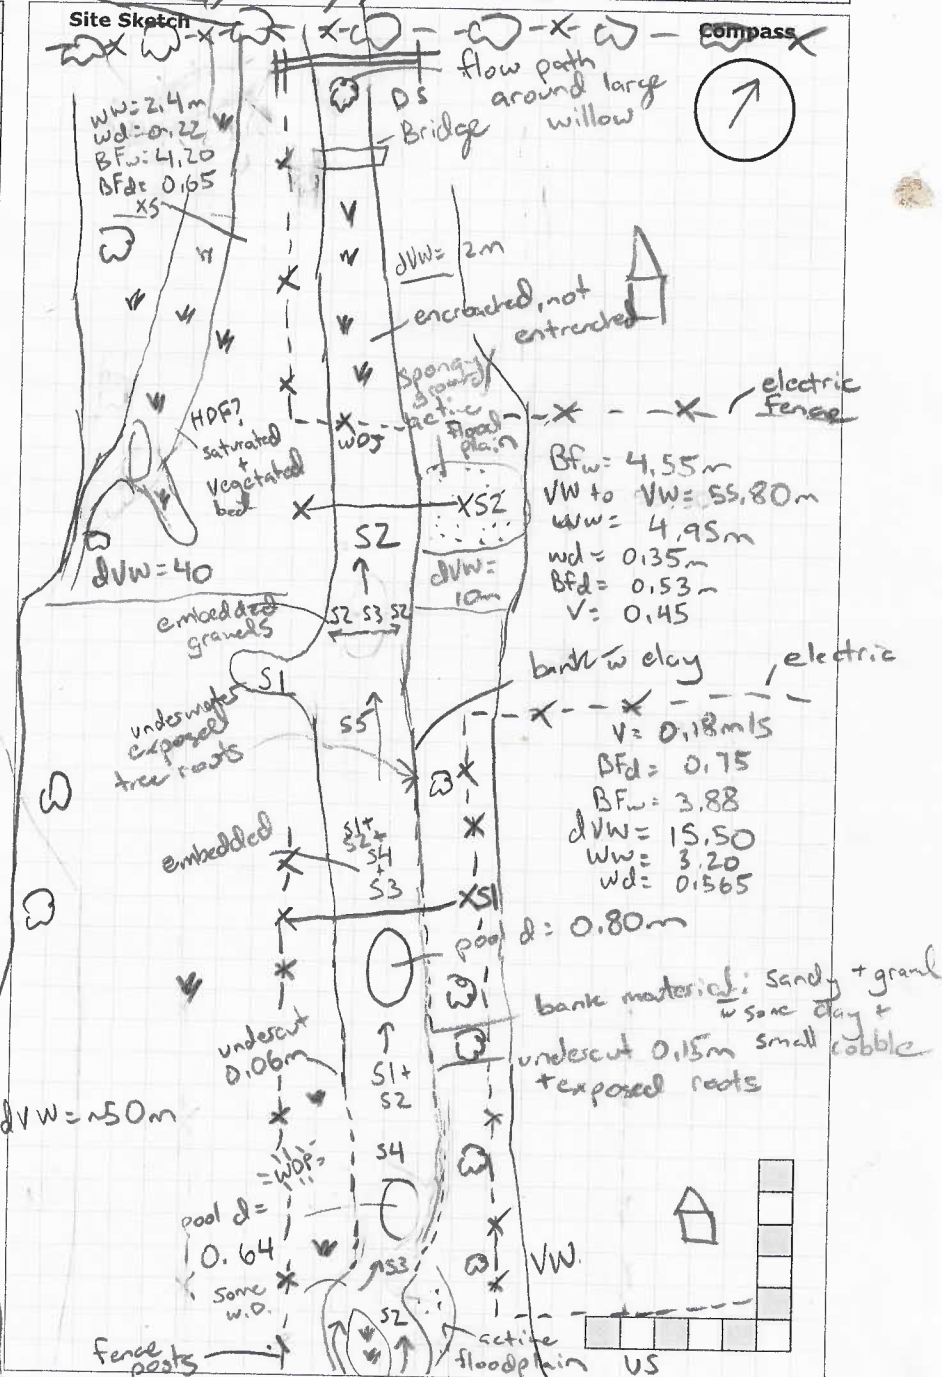 Site Sketch
Compass
flow path
around large
willow
DS
Bridge
ww = 2.4 m
wd = 0.22
BFw = 4.20
BFd = 0.65
XS
dVW = 2m
encroached, not
entrenched
spongy
ground
active
flood
plain
electric
fence
HDF?
saturated
+
vegetated
bed
WDJ
XS2
Bfw = 4.55m
VW to VW = 55.80m
ww = 4.95m
wd = 0.35m
Bfd = 0.53m
V = 0.45
S2
dVW = 40
dVW =
10m
embedded
gravels
S2 S3 S2
S1
bank w clay
electric
underwater
exposed
tree roots
S5
V = 0.18m/s
BFd = 0.75
BFw = 3.88
dVW = 15.50
ww = 3.20
wd = 0.565
embedded
S1+
S2+
S4
+
S3
XS1
pool d = 0.80m
bank material: sandy + gravel
w some clay +
small cobble
undercut
0.06m
S1+
S2
undercut 0.15m
+exposed roots
dVW = ~50m
S4
WDP
pool d =
0.64
some
w.D.
S3
VW
S2
fence
posts
active
floodplain
US